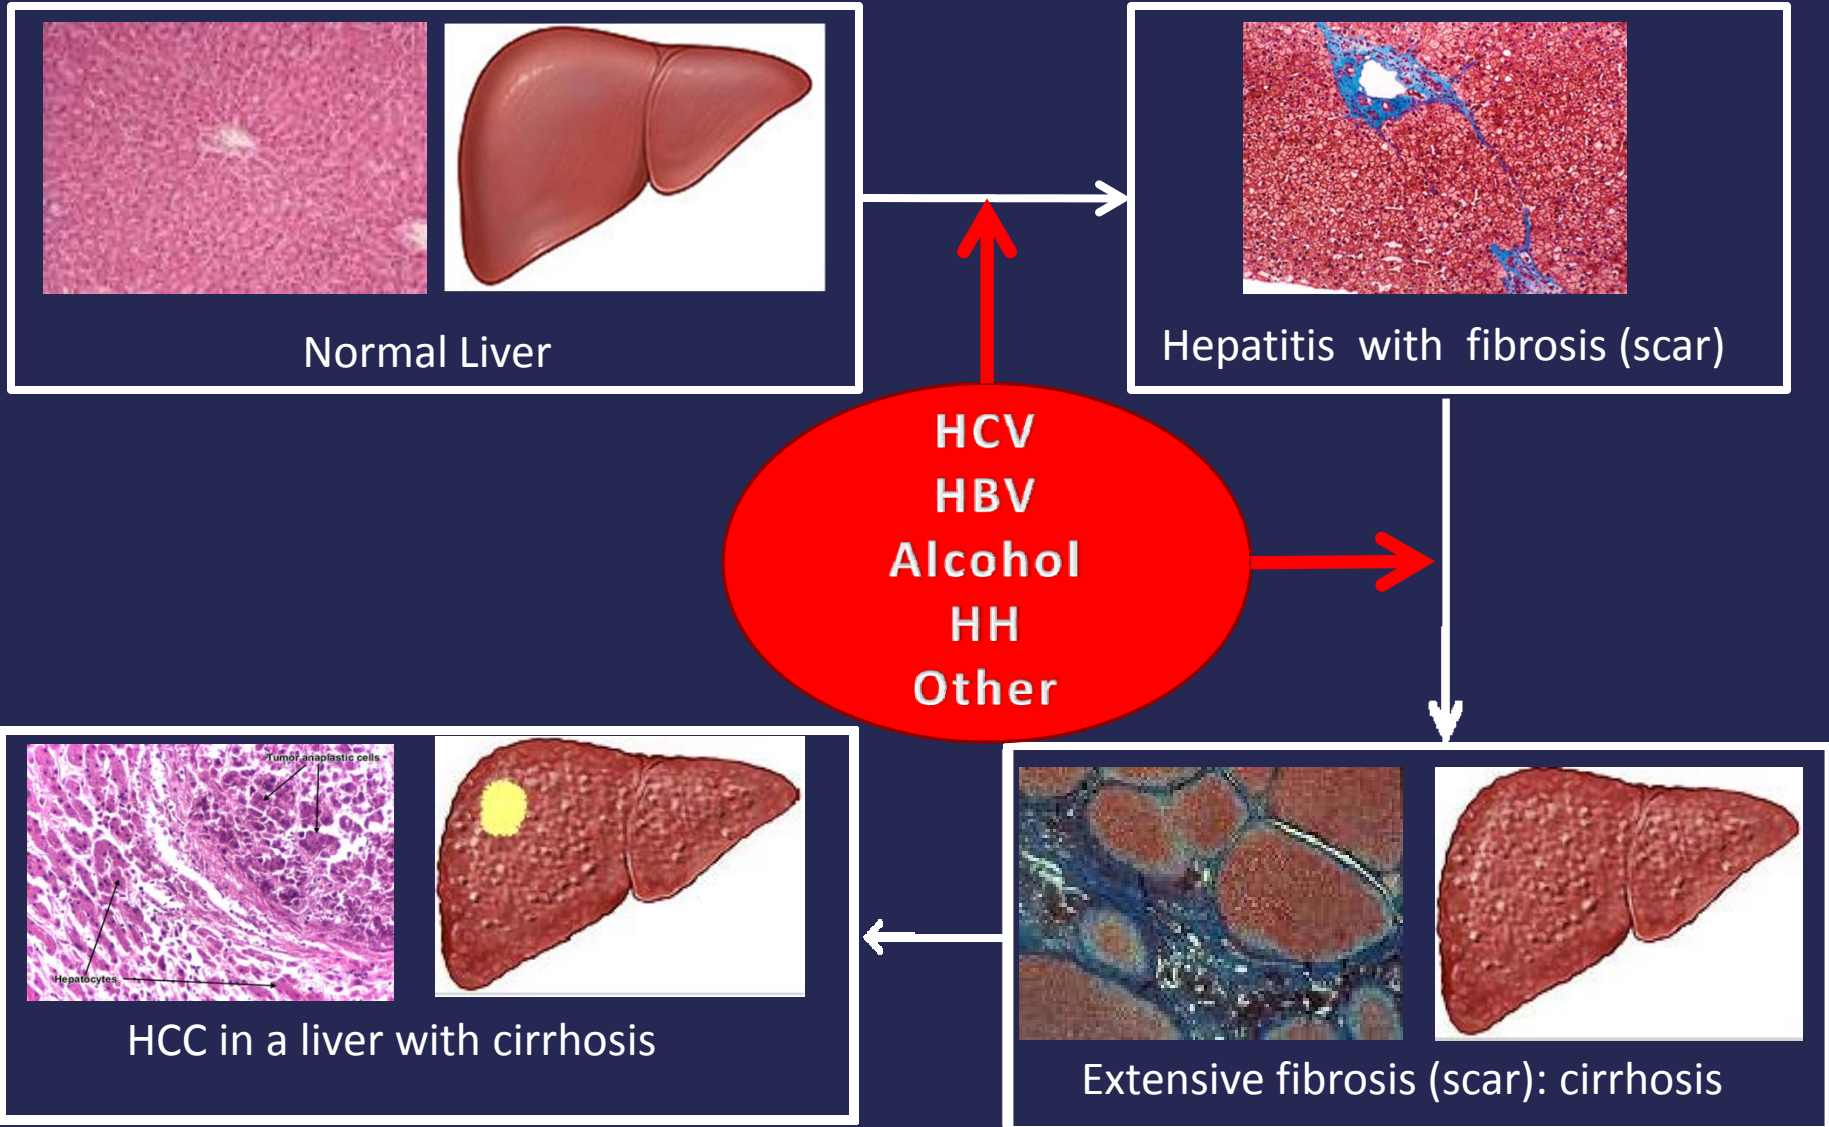 Normal Liver
Hepatitis with fibrosis (scar)
HCV
HBV
Alcohol
HH
Other
Tumor anaplastic cells
Hepatocytes
HCC in a liver with cirrhosis
Extensive fibrosis (scar): cirrhosis